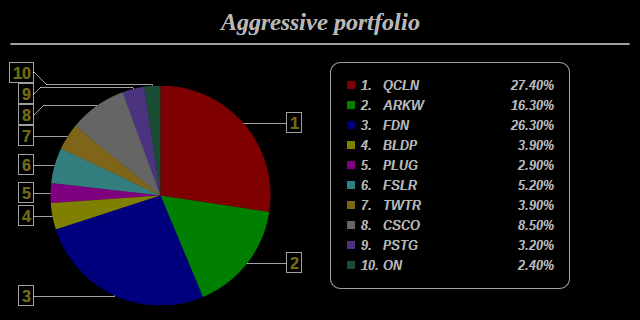 Aggressive portfolio
10
9
8
7
6
5
4
3
1
2
1. QCLN 27.40%
2. ARKW 16.30%
3. FDN 26.30%
4. BLDP 3.90%
5. PLUG 2.90%
6. FSLR 5.20%
7. TWTR 3.90%
8. CSCO 8.50%
9. PSTG 3.20%
10. ON 2.40%